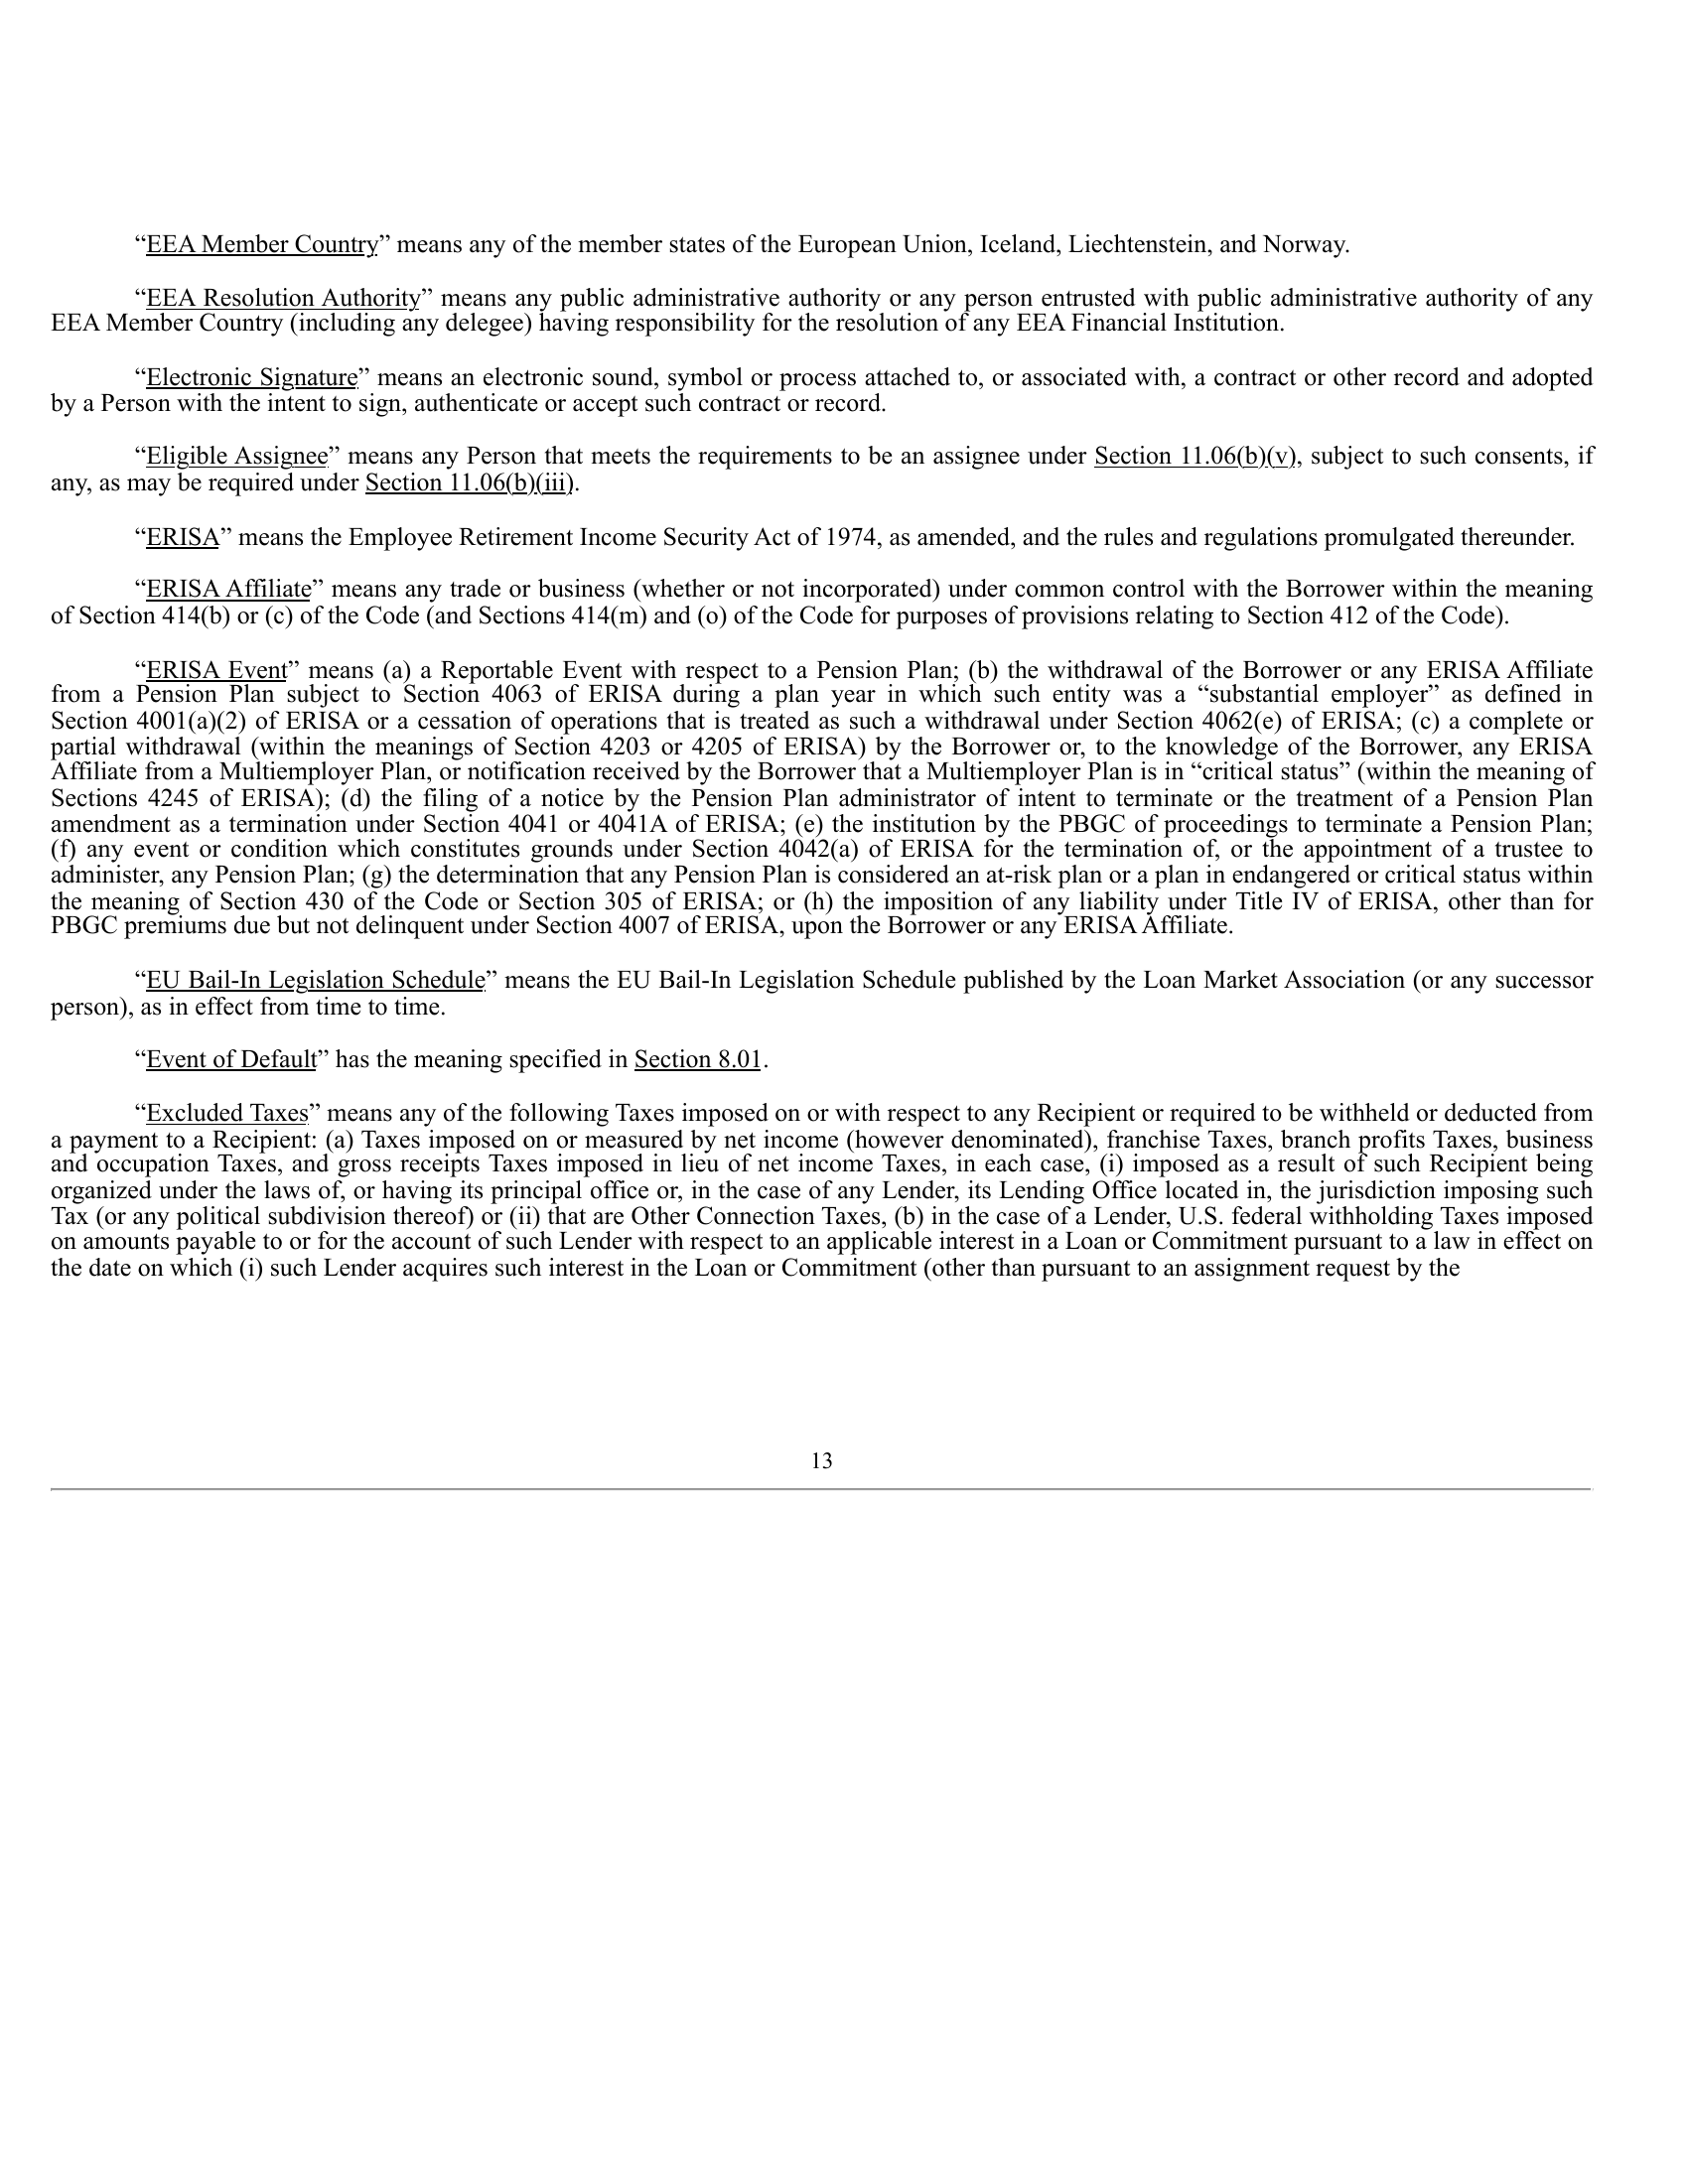 “EEA Member Country” means any of the member states of the European Union, Iceland, Liechtenstein, and Norway.
“EEA Resolution Authority” means any public administrative authority or any person entrusted with public administrative authority of any
EEA Member Country (including any delegee) having responsibility for the resolution of any EEA Financial Institution.
“Electronic Signature” means an electronic sound, symbol or process attached to, or associated with, a contract or other record and adopted
by a Person with the intent to sign, authenticate or accept such contract or record.
“Eligible Assignee” means any Person that meets the requirements to be an assignee under Section 11.06(b)(v), subject to such consents, if
any, as may be required under Section 11.06(b)(iii).
“ERISA” means the Employee Retirement Income Security Act of 1974, as amended, and the rules and regulations promulgated thereunder.
“ERISA Affiliate” means any trade or business (whether or not incorporated) under common control with the Borrower within the meaning
of Section 414(b) or (c) of the Code (and Sections 414(m) and (o) of the Code for purposes of provisions relating to Section 412 of the Code).
“ERISA Event” means (a) a Reportable Event with respect to a Pension Plan; (b) the withdrawal of the Borrower or any ERISA Affiliate
from a Pension Plan subject to Section 4063 of ERISA during a plan year in which such entity was a “substantial employer” as defined in
Section 4001(a)(2) of ERISA or a cessation of operations that is treated as such a withdrawal under Section 4062(e) of ERISA; (c) a complete or
partial withdrawal (within the meanings of Section 4203 or 4205 of ERISA) by the Borrower or, to the knowledge of the Borrower, any ERISA
Affiliate from a Multiemployer Plan, or notification received by the Borrower that a Multiemployer Plan is in “critical status” (within the meaning of
Sections 4245 of ERISA); (d) the filing of a notice by the Pension Plan administrator of intent to terminate or the treatment of a Pension Plan
amendment as a termination under Section 4041 or 4041A of ERISA; (e) the institution by the PBGC of proceedings to terminate a Pension Plan;
(f) any event or condition which constitutes grounds under Section 4042(a) of ERISA for the termination of, or the appointment of a trustee to
administer, any Pension Plan; (g) the determination that any Pension Plan is considered an at-risk plan or a plan in endangered or critical status within
the meaning of Section 430 of the Code or Section 305 of ERISA; or (h) the imposition of any liability under Title IV of ERISA, other than for
PBGC premiums due but not delinquent under Section 4007 of ERISA, upon the Borrower or any ERISA Affiliate.
“EU Bail-In Legislation Schedule” means the EU Bail-In Legislation Schedule published by the Loan Market Association (or any successor
person), as in effect from time to time.
“Event of Default” has the meaning specified in Section 8.01.
“Excluded Taxes” means any of the following Taxes imposed on or with respect to any Recipient or required to be withheld or deducted from
a payment to a Recipient: (a) Taxes imposed on or measured by net income (however denominated), franchise Taxes, branch profits Taxes, business
and occupation Taxes, and gross receipts Taxes imposed in lieu of net income Taxes, in each case, (i) imposed as a result of such Recipient being
organized under the laws of, or having its principal office or, in the case of any Lender, its Lending Office located in, the jurisdiction imposing such
Tax (or any political subdivision thereof) or (ii) that are Other Connection Taxes, (b) in the case of a Lender, U.S. federal withholding Taxes imposed
on amounts payable to or for the account of such Lender with respect to an applicable interest in a Loan or Commitment pursuant to a law in effect on
the date on which (i) such Lender acquires such interest in the Loan or Commitment (other than pursuant to an assignment request by the
13